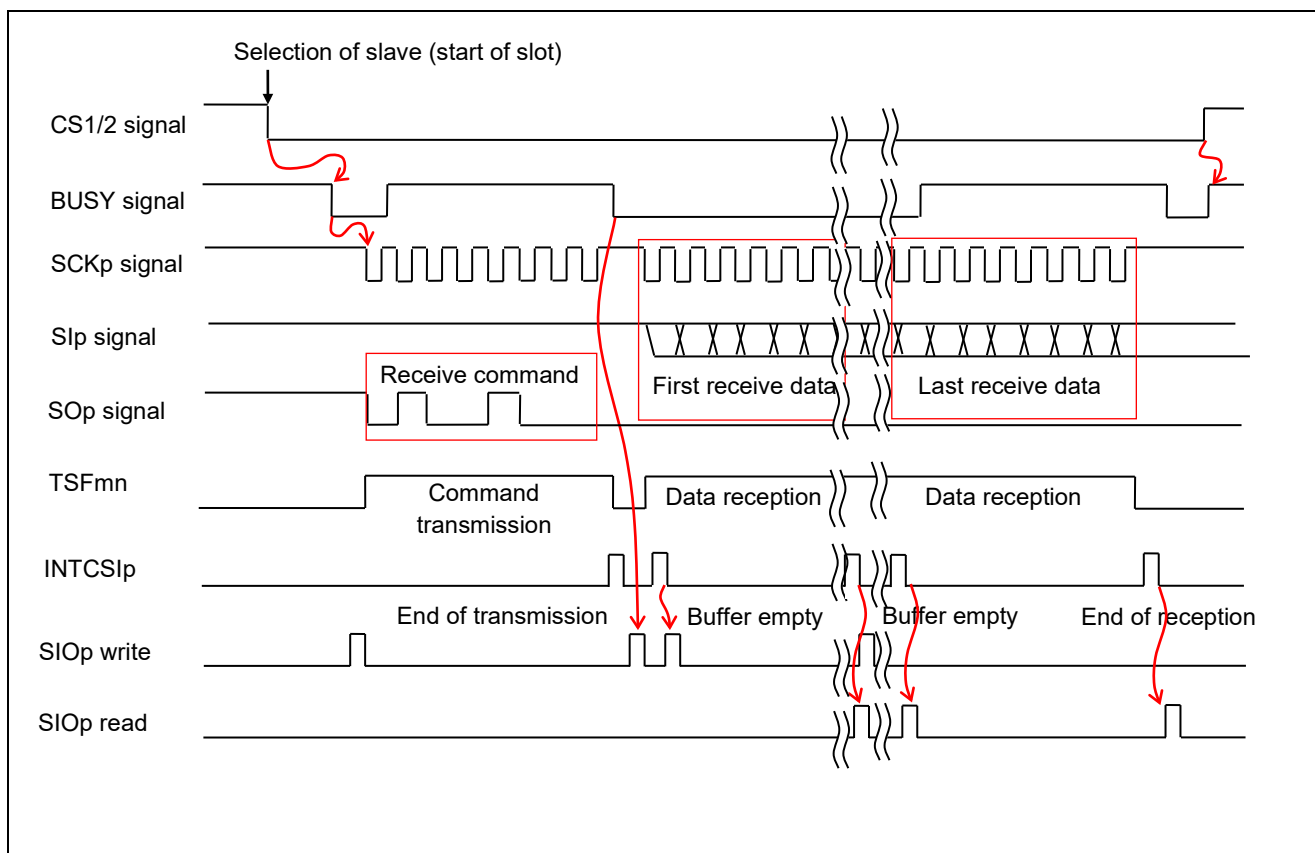 Selection of slave (start of slot)
CS1/2 signal
BUSY signal
SCKp signal
SIp signal
Receive command
First receive data
Last receive data
SOp signal
TSFmn
Command
transmission
Data reception
Data reception
INTCSIp
End of transmission
Buffer empty
Buffer empty
End of reception
SIOp write
SIOp read